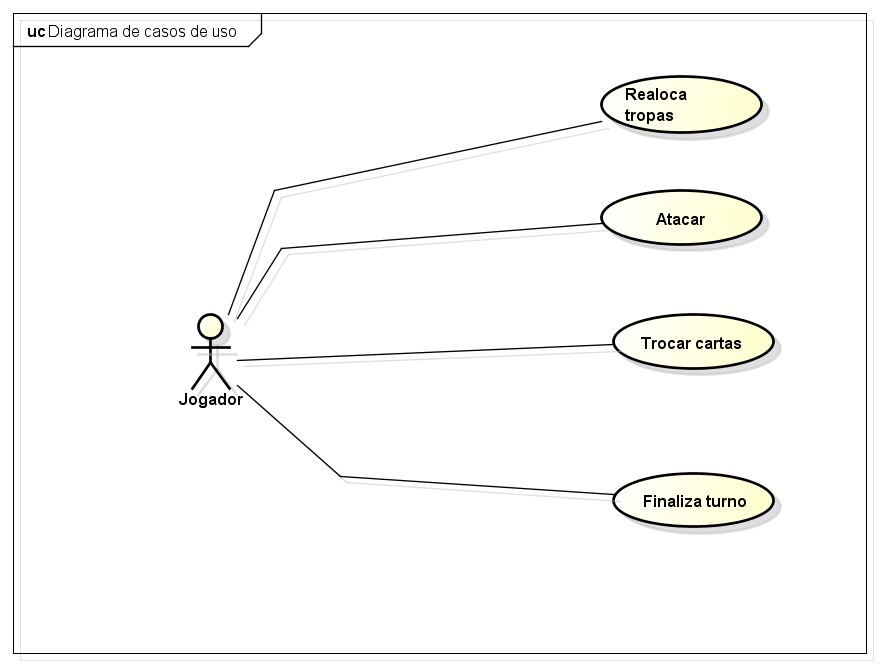 uc Diagrama de casos de uso
Realoca
tropas
Atacar
Trocar cartas
Jogador
Finaliza turno